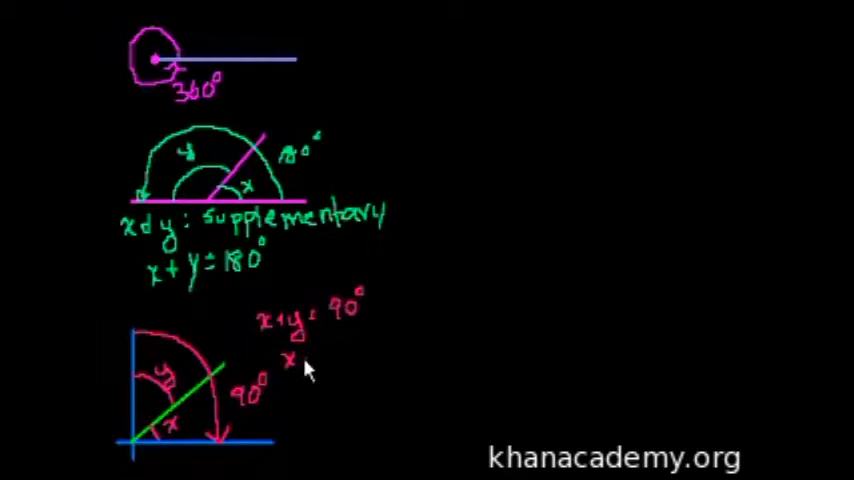 360°
y
180°
x
x d y: supplementary
x + y = 180°
x + y = 90°
x
y
90°
x
khanacademy.org